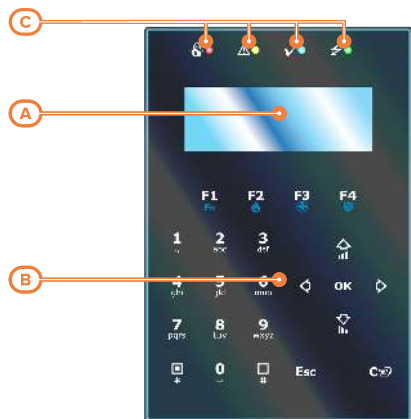 C
A
F1 F2 F3 F4
Fn
1 2 3
abc def
B
4 5 6 OK
ghi jkl mno
7 8 9
pqrs tuv wxyz
0 Esc C
* #